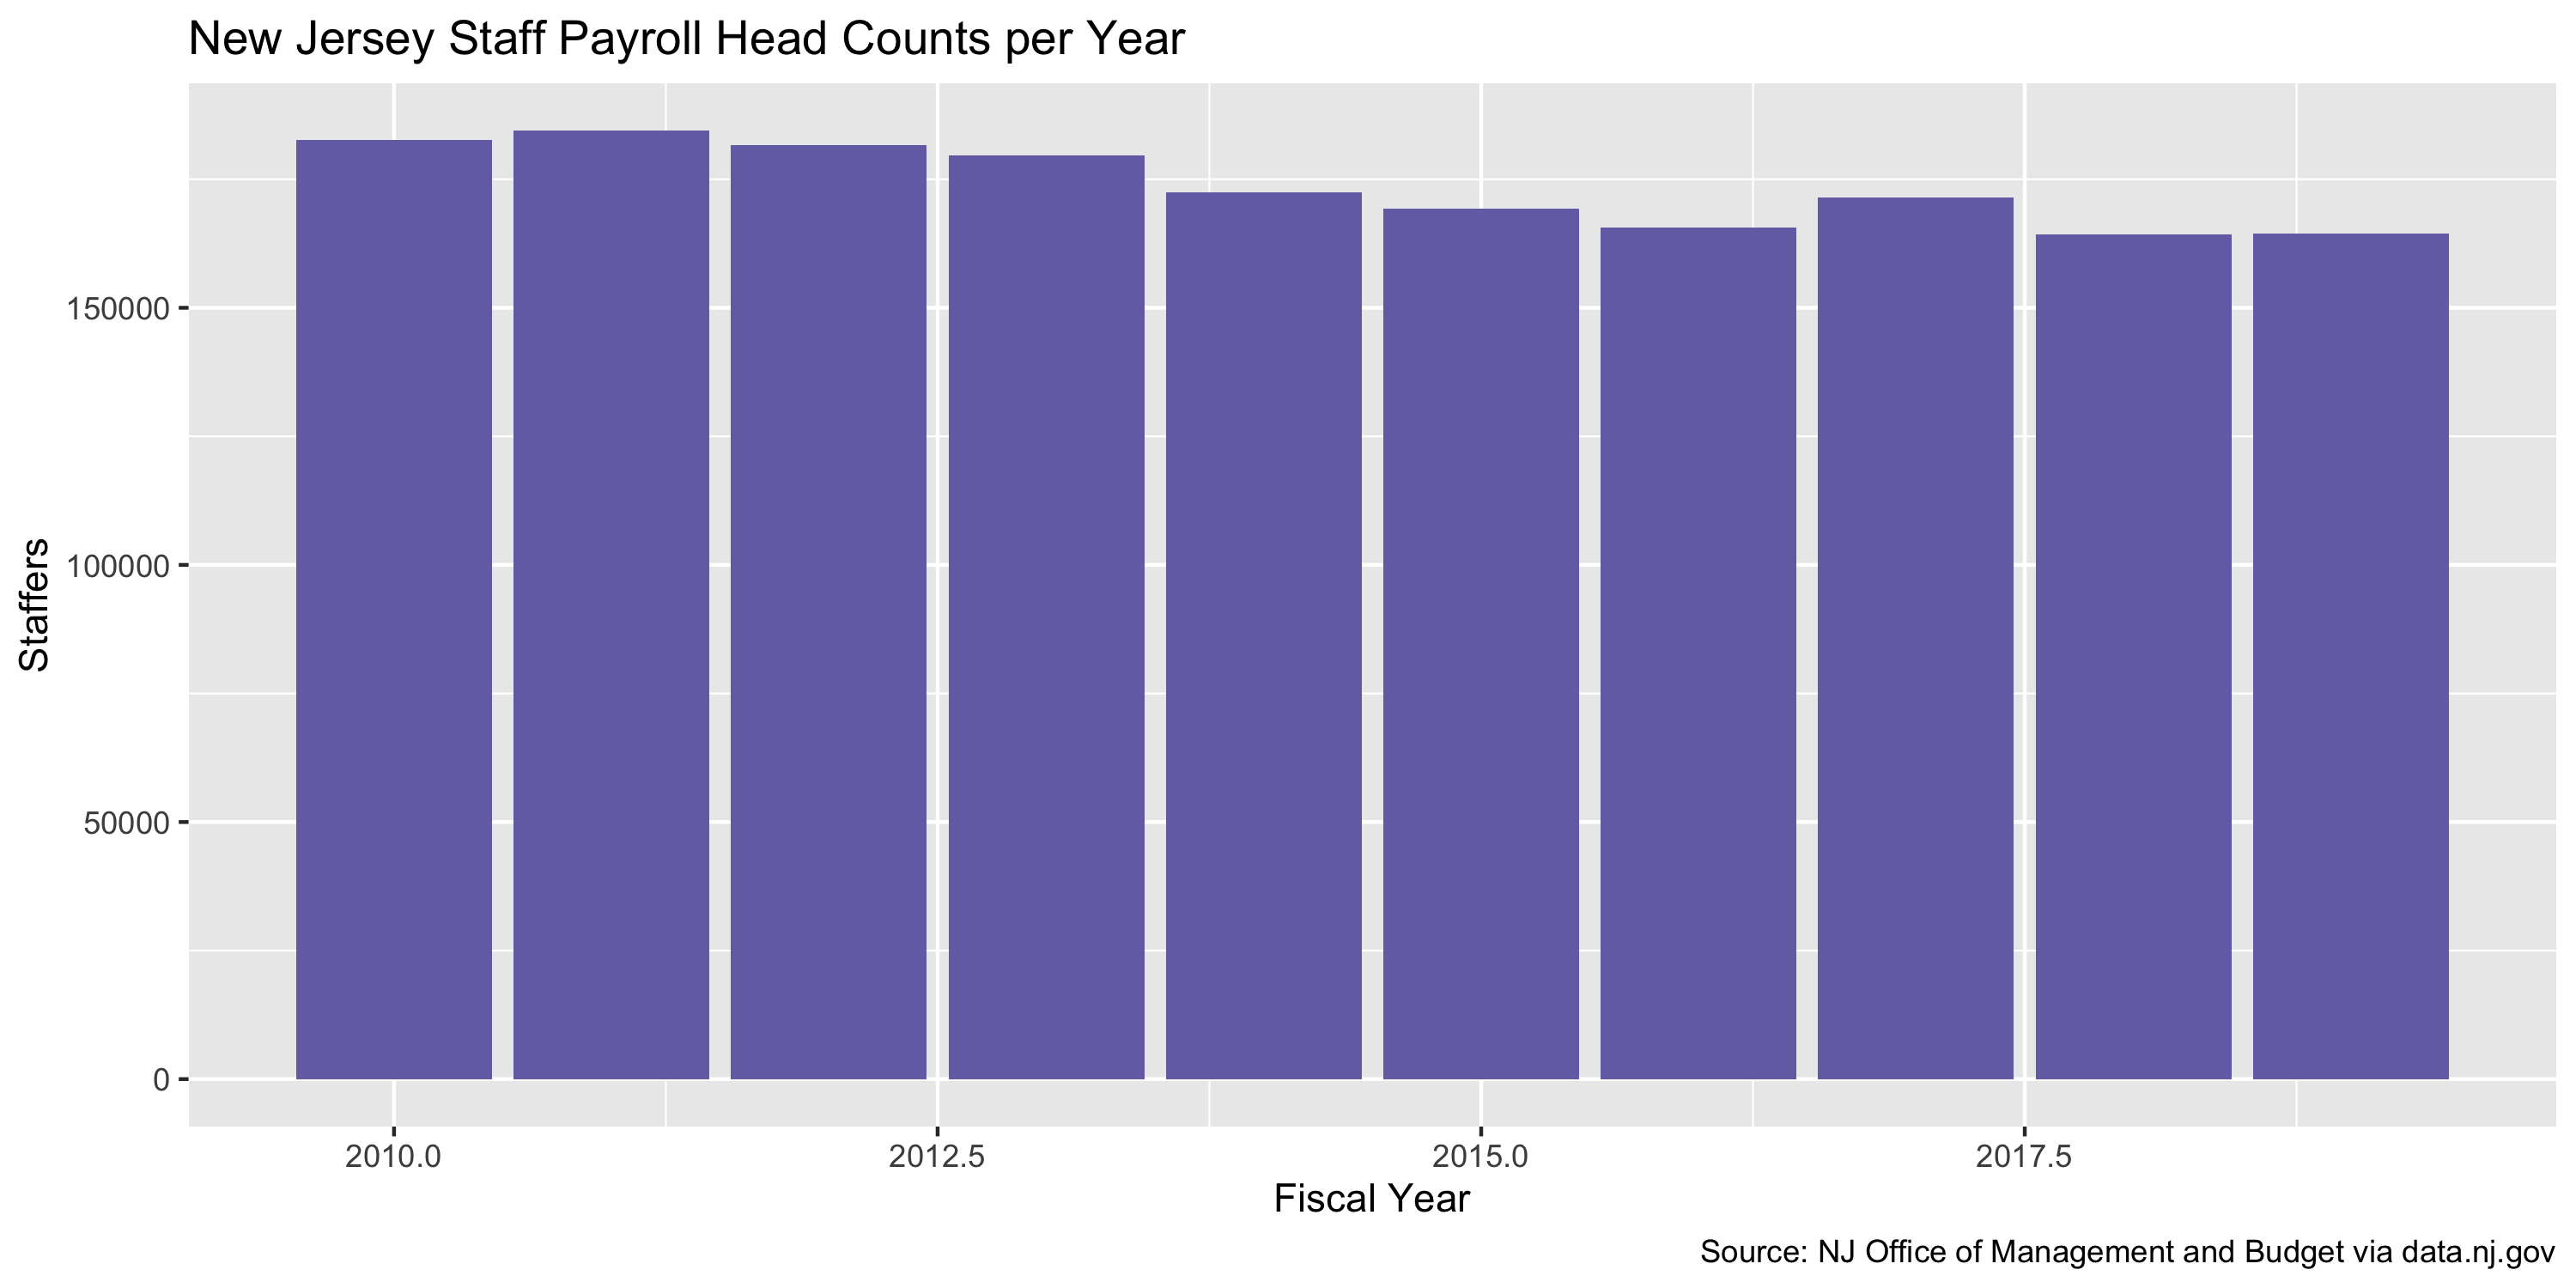 New Jersey Staff Payroll Head Counts per Year
Staffers
150000
100000
50000
0
2010.0 2012.5 2015.0 2017.5
Fiscal Year
Source: NJ Office of Management and Budget via data.nj.gov